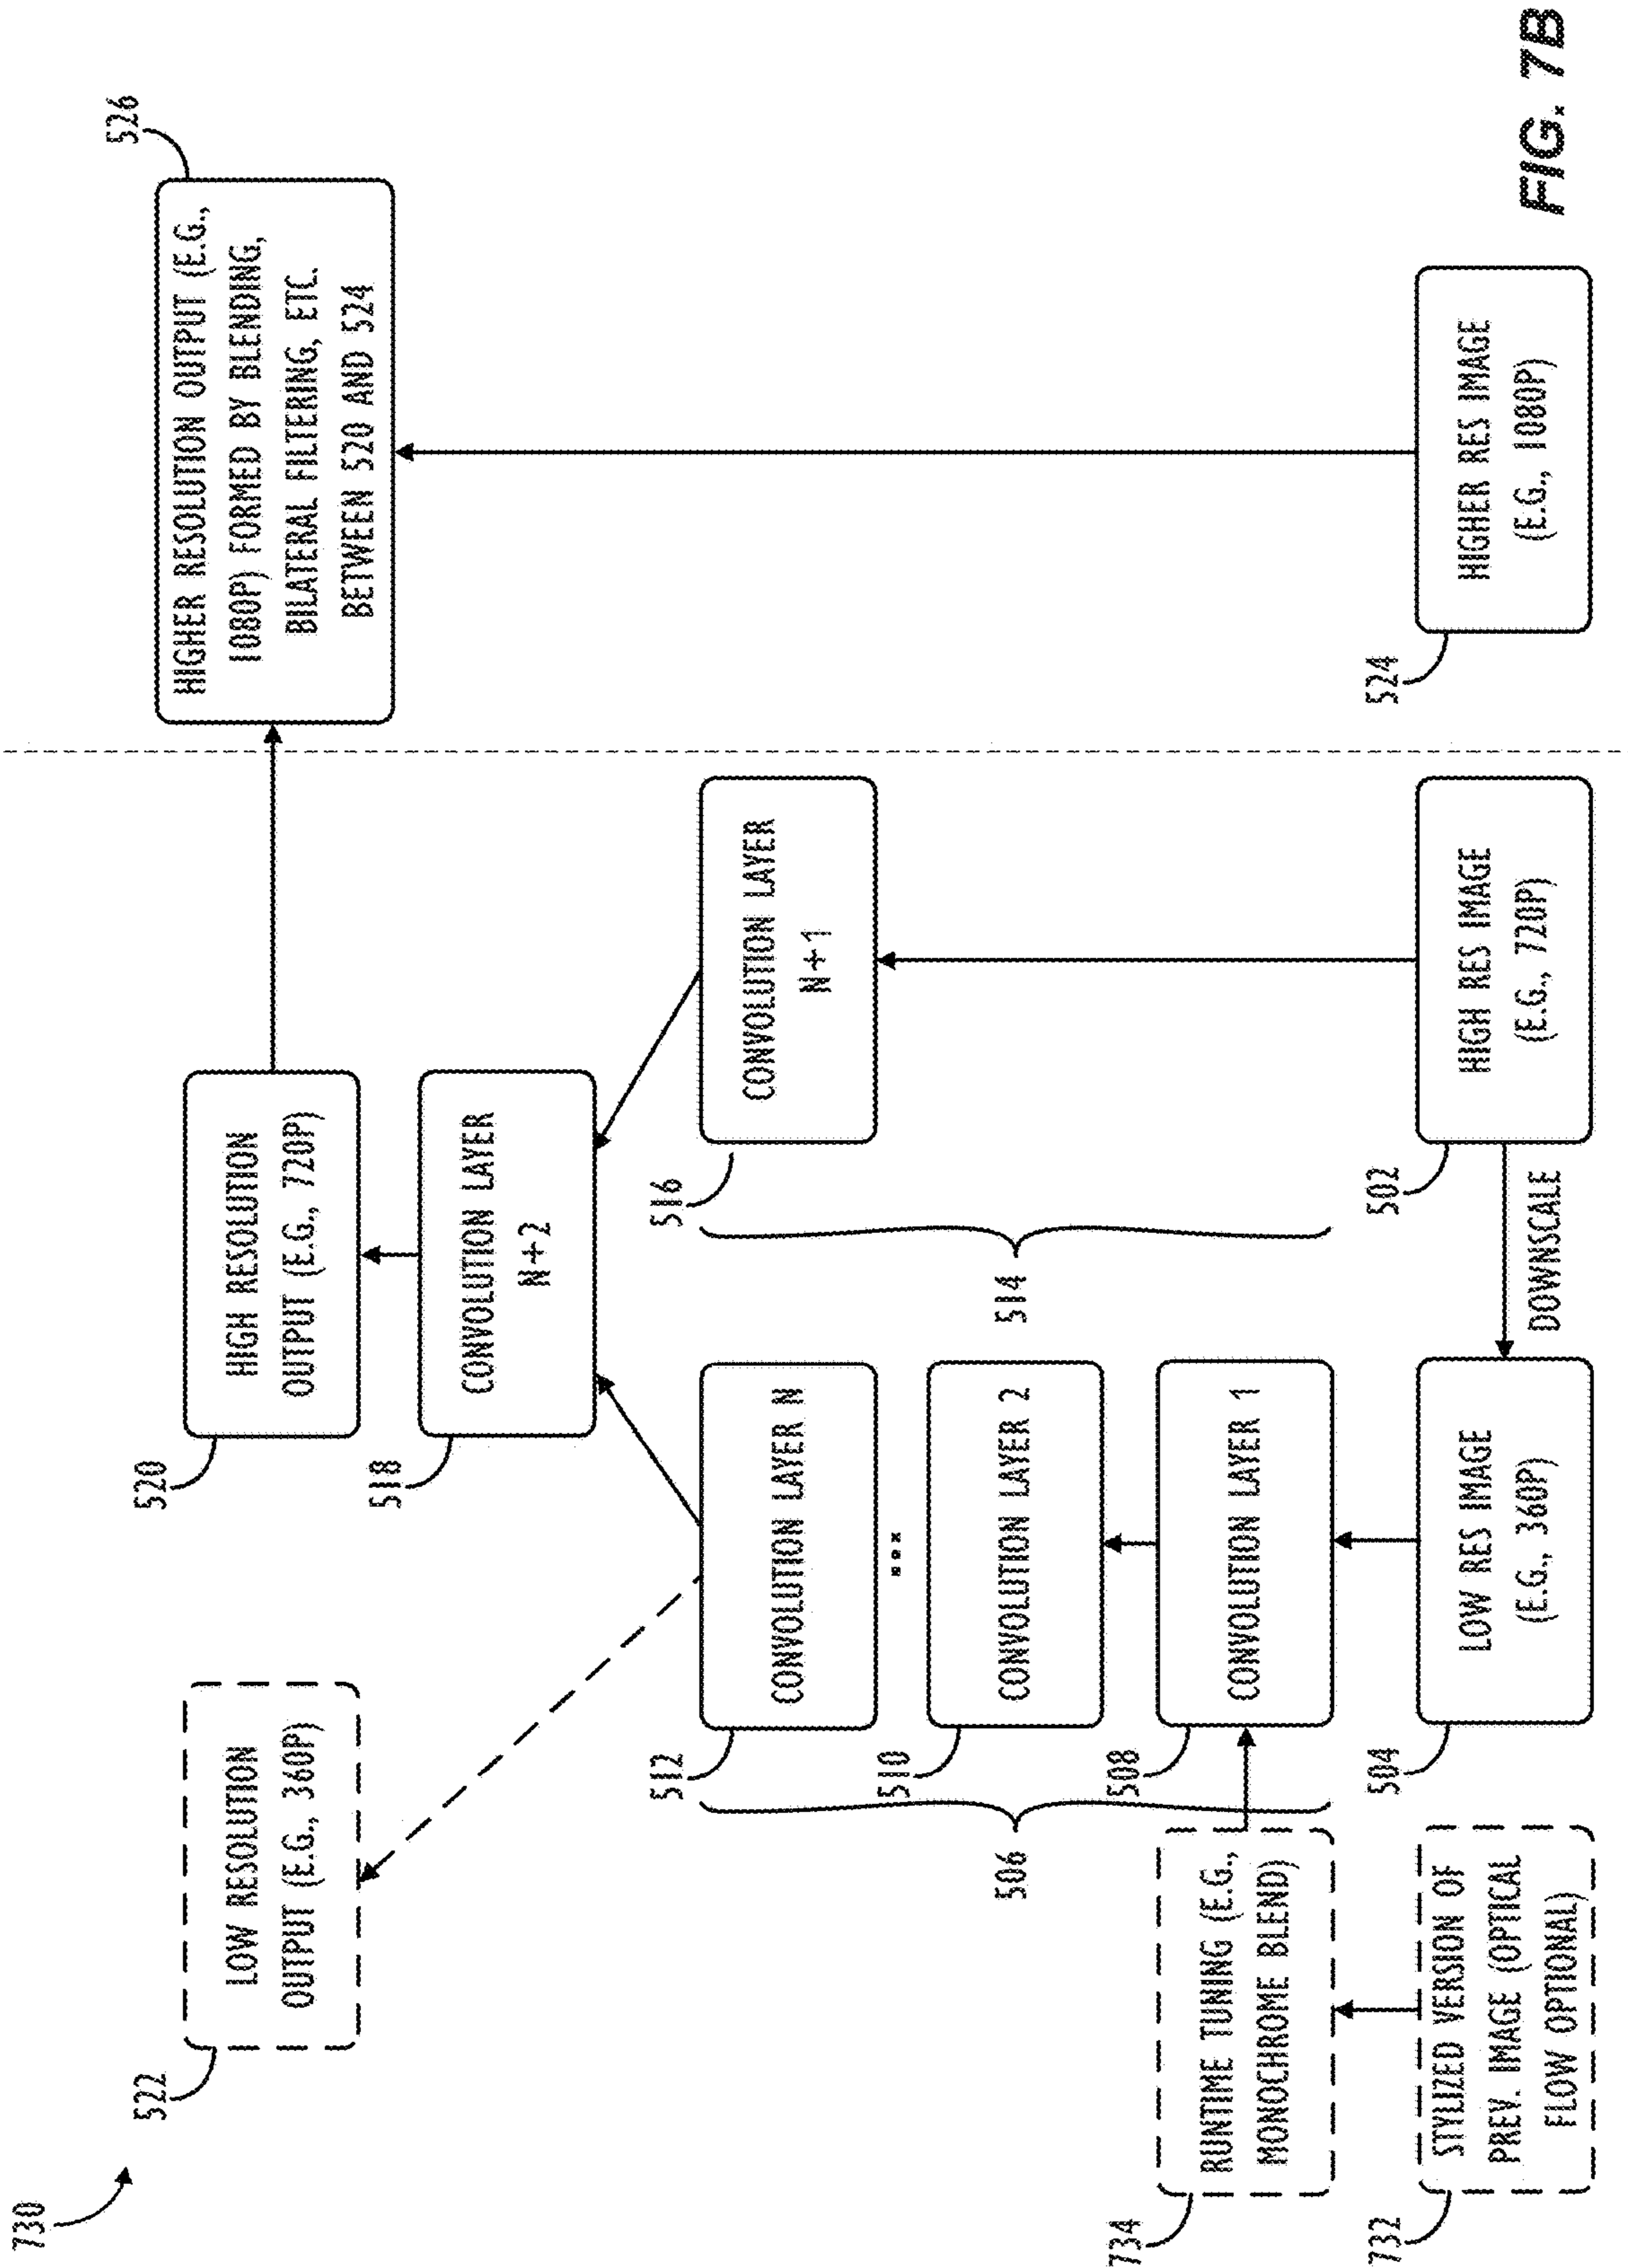 730
522
LOW RESOLUTION
OUTPUT (E.G., 360P)
520
HIGH RESOLUTION
OUTPUT (E.G., 720P)
526
HIGHER RESOLUTION OUTPUT (E.G.,
1080P) FORMED BY BLENDING,
BILATERAL FILTERING, ETC.
BETWEEN 520 AND 524
518
CONVOLUTION LAYER
N+2
512
CONVOLUTION LAYER N
516
CONVOLUTION LAYER
N+1
...
510
CONVOLUTION LAYER 2
506
514
734
RUNTIME TUNING (E.G.,
MONOCHROME BLEND)
508
CONVOLUTION LAYER 1
732
STYLIZED VERSION OF
PREV. IMAGE (OPTICAL
FLOW OPTIONAL)
504
LOW RES IMAGE
(E.G., 360P)
DOWNSCALE
502
HIGH RES IMAGE
(E.G., 720P)
524
HIGHER RES IMAGE
(E.G., 1080P)
FIG. 7B